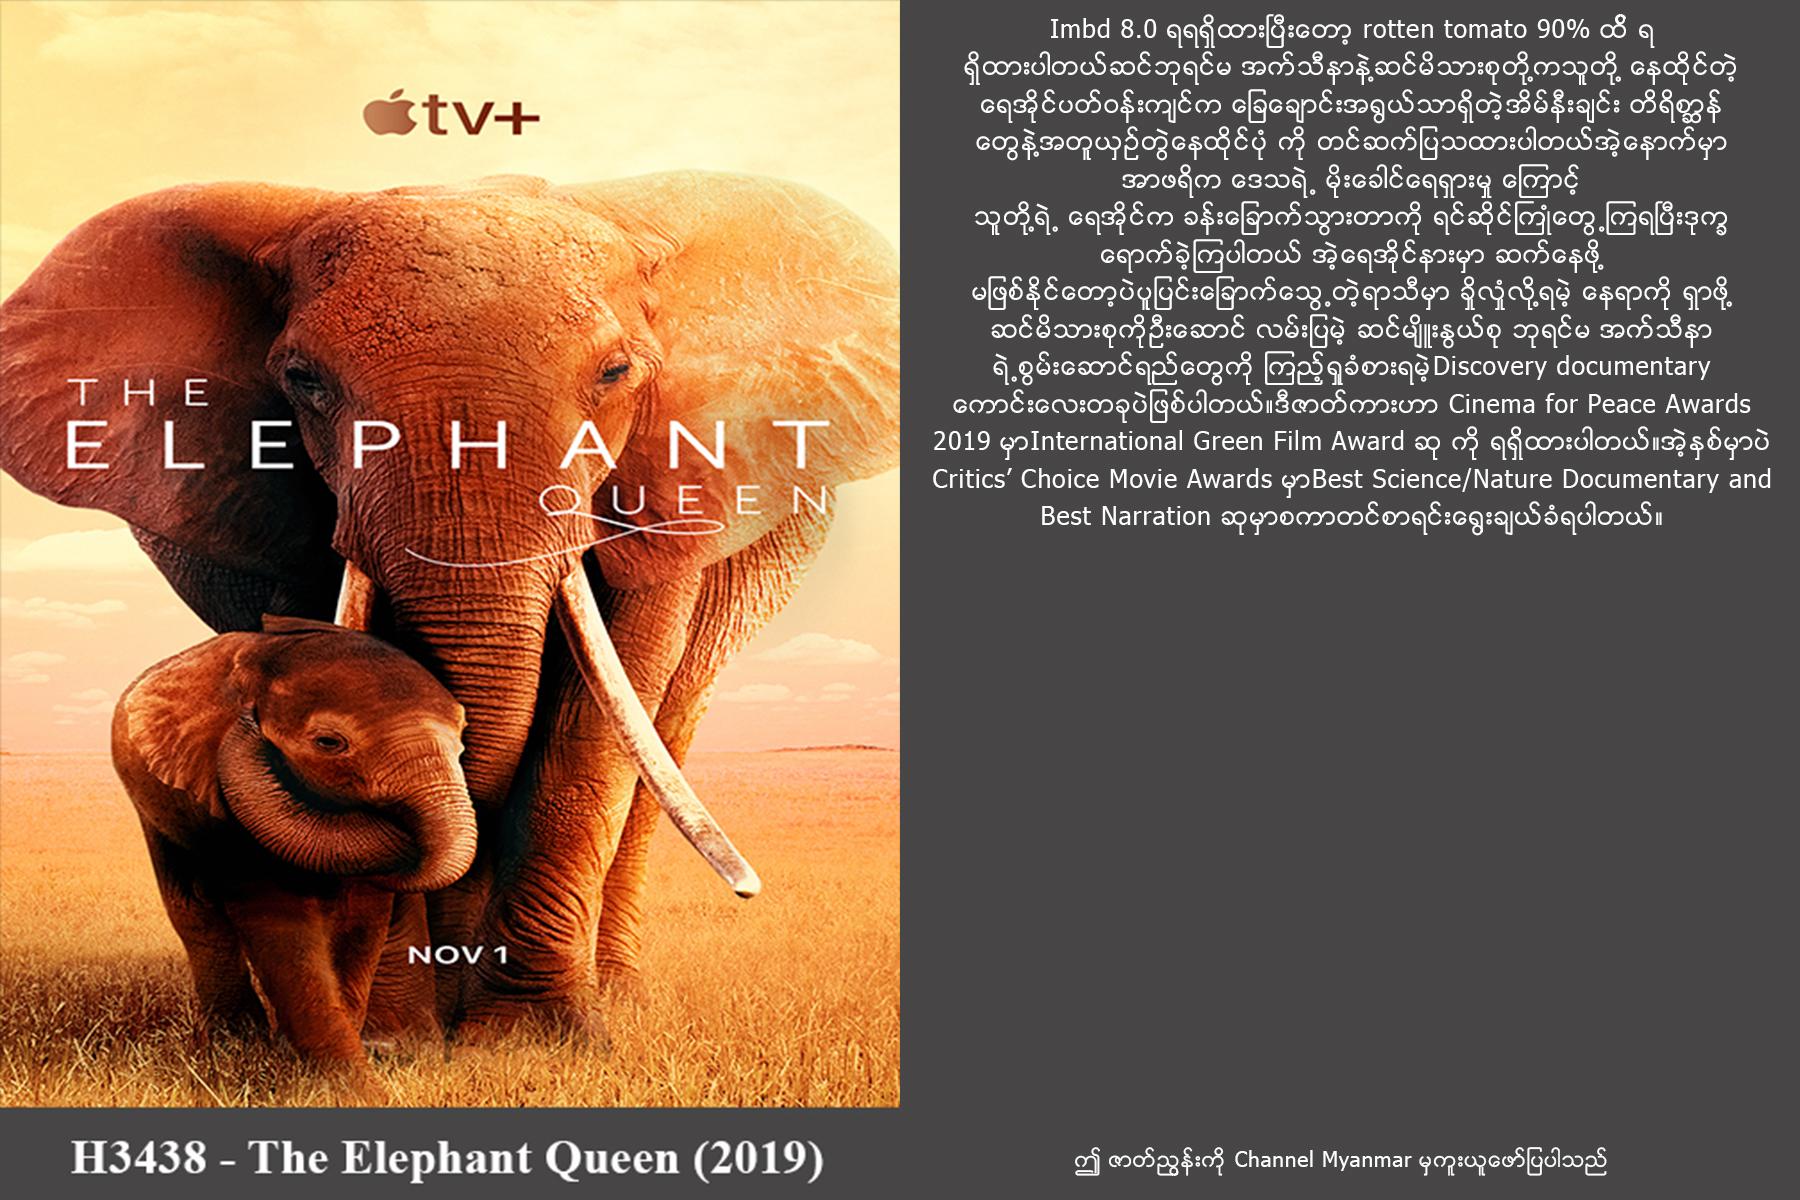 tv+
THE
ELEPHANT
QUEEN
NOV 1
H3438 - The Elephant Queen (2019)
Imbd 8.0 ရရရှိထားပြီးတော့ rotten tomato 90% ထိ ရ
ရှိထားပါတယ်ဆင်ဘုရင်မ အက်သီနာနဲ့ဆင်မိသားစုတို့ကသူတို့ နေထိုင်တဲ့
ရေအိုင်ပတ်ဝန်းကျင်က ခြေချောင်းအရွယ်သာရှိတဲ့အိမ်နီးချင်း တိရိစ္ဆာန်
တွေနဲ့အတူယှဉ်တွဲနေထိုင်ပုံ ကို တင်ဆက်ပြသထားပါတယ်အဲ့နောက်မှာ
အာဖရိက ဒေသရဲ့ မိုးခေါင်ရေရှားမှု ကြောင့်
သူတို့ရဲ့ ရေအိုင်က ခန်းခြောက်သွားတာကို ရင်ဆိုင်ကြုံတွေ့ကြရပြီးဒုက္ခ
ရောက်ခဲ့ကြပါတယ် အဲ့ရေအိုင်နားမှာ ဆက်နေဖို့
မဖြစ်နိုင်တော့ပဲပူပြင်းခြောက်သွေ့တဲ့ရာသီမှာ ခိုလှုံလို့ရမဲ့ နေရာကို ရှာဖို့
ဆင်မိသားစုကိုဦးဆောင် လမ်းပြမဲ့ ဆင်မျိုးနွယ်စု ဘုရင်မ အက်သီနာ
ရဲ့စွမ်းဆောင်ရည်တွေကို ကြည့်ရှုခံစားရမဲ့Discovery documentary
ကောင်းလေးတခုပဲဖြစ်ပါတယ်။ဒီဇာတ်ကားဟာ Cinema for Peace Awards
2019 မှာInternational Green Film Award ဆု ကို ရရှိထားပါတယ်။အဲ့နှစ်မှာပဲ
Critics’ Choice Movie Awards မှာBest Science/Nature Documentary and
Best Narration ဆုမှာစကာတင်စာရင်းရွေးချယ်ခံရပါတယ်။
ဤ ဇာတ်ညွှန်းကို Channel Myanmar မှကူးယူဖော်ပြပါသည်